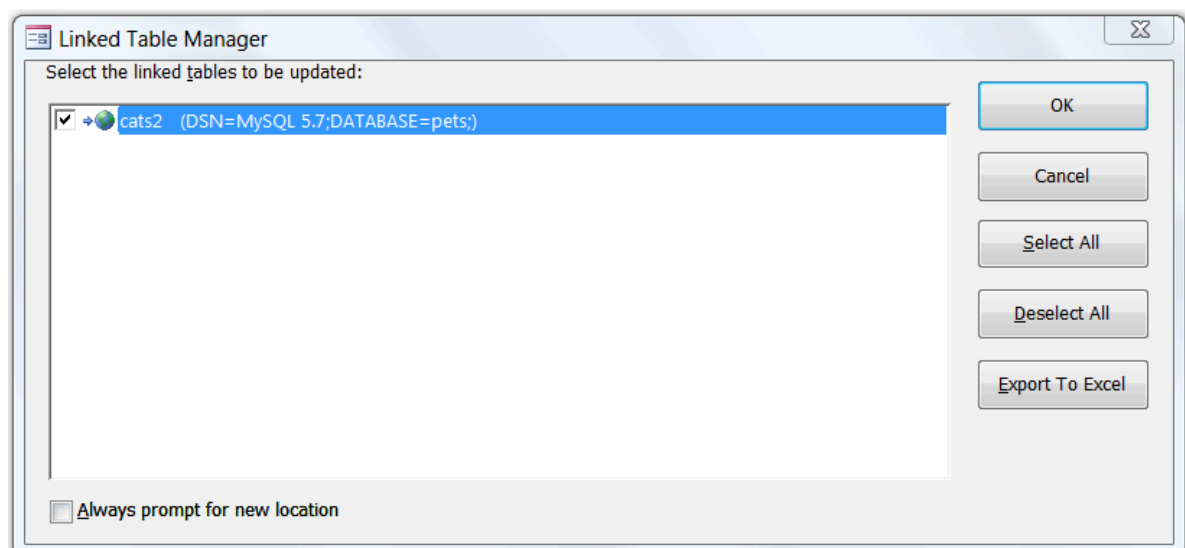 Linked Table Manager
Select the linked tables to be updated:
cats2 (DSN=MySQL 5.7;DATABASE=pets;)
OK
Cancel
Select All
Deselect All
Export To Excel
Always prompt for new location